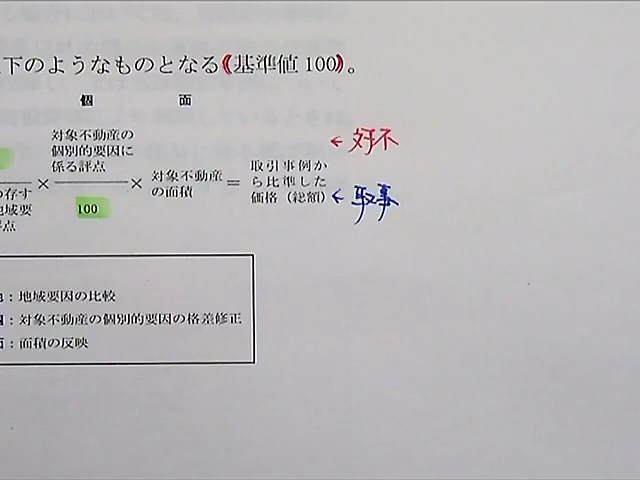 下のようなものとなる(基準値100)。
個 面
対象不動産の
個別的要因に
係る評点
← 好不
× × 対象不動産
の面積
＝ 取引事例か
ら比準した
価格（総額）
100
の存す
地域要
評点
← 取事
：地域要因の比較
：対象不動産の個別的要因の格差修正
：面積の反映